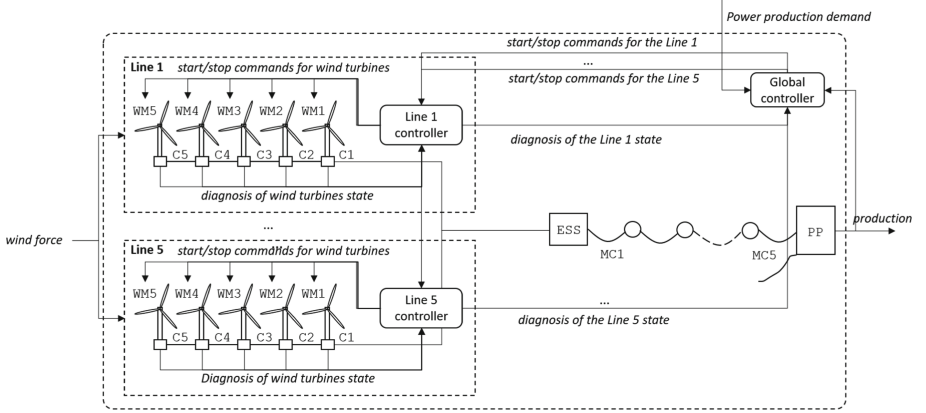 Power production demand
start/stop commands for the Line 1
...
start/stop commands for the Line 5
Global
controller
Line 1
start/stop commands for wind turbines
WM5 WM4 WM3 WM2 WM1
Line 1
controller
diagnosis of the Line 1 state
C5 C4 C3 C2 C1
diagnosis of wind turbines state
wind force
...
ESS
MC1
MC5
PP
production
Line 5
start/stop commands for wind turbines
WM5 WM4 WM3 WM2 WM1
Line 5
controller
...
diagnosis of the Line 5 state
C5 C4 C3 C2 C1
Diagnosis of wind turbines state